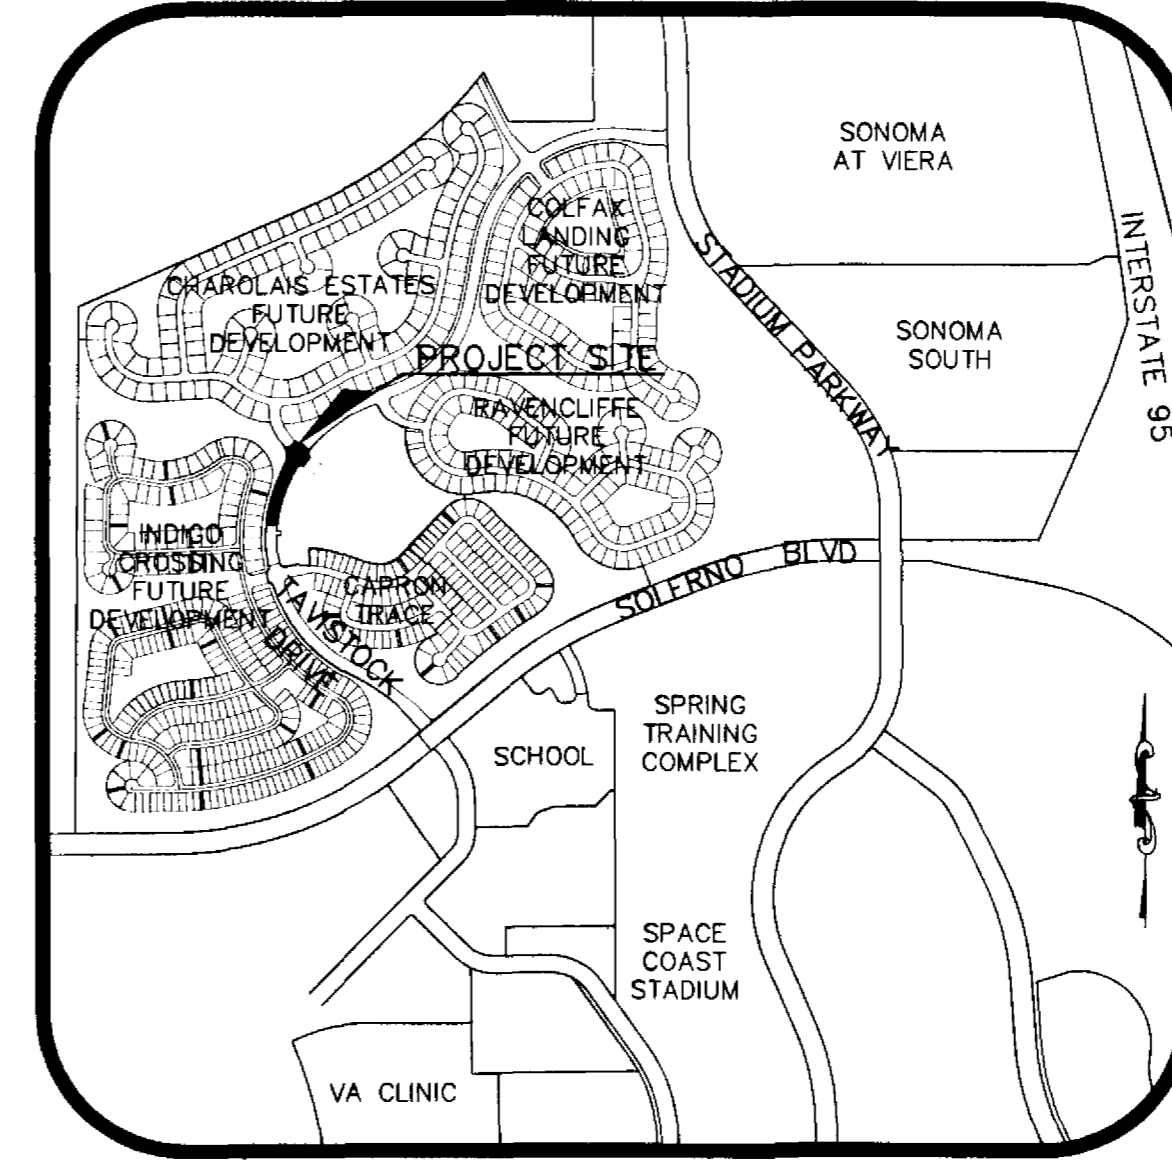 SONOMA
AT VIERA
COLFAX
LANDING
FUTURE
DEVELOPMENT
STADIUM PARKWAY
INTERSTATE 95
CHAROLAIS ESTATES
FUTURE
DEVELOPMENT
SONOMA
SOUTH
PROJECT SITE
RAVENCLIFFE
FUTURE
DEVELOPMENT
INDIGO
CROSSING
FUTURE
DEVELOPMENT
CAPRON
TRACE
SOLERNO BLVD
TAVISTOCK
DRIVE
SPRING
TRAINING
COMPLEX
SCHOOL
SPACE
COAST
STADIUM
VA CLINIC